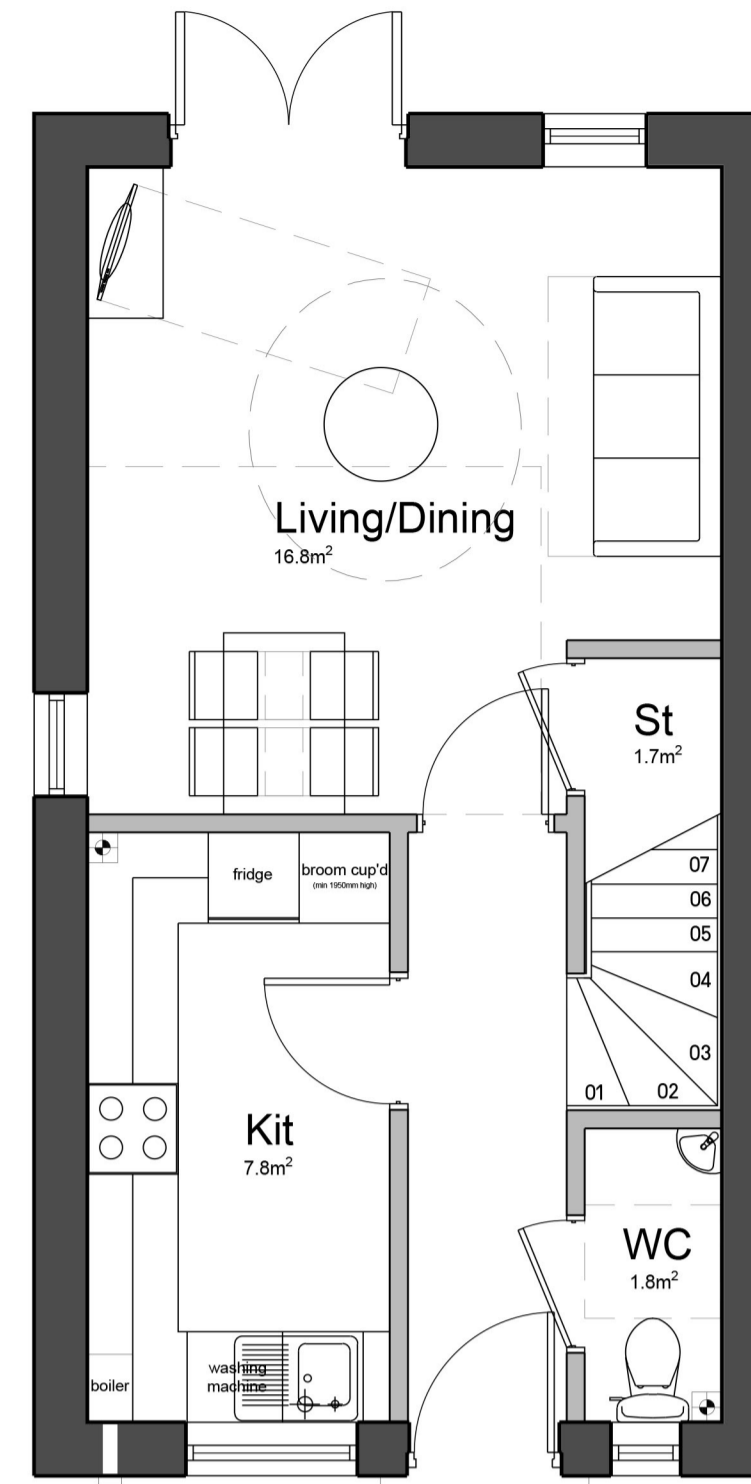 Living/Dining
16.8m²
St
1.7m²
fridge
broom cup'd
(min 1950mm high)
07
06
05
04
03
02
01
Kit
7.8m²
WC
1.8m²
boiler
washing
machine